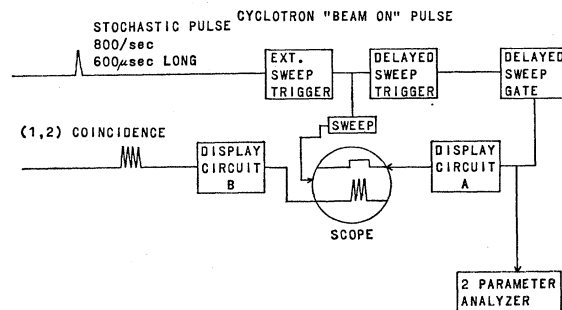 CYCLOTRON "BEAM ON" PULSE
STOCHASTIC PULSE
800/sec
600μsec LONG
EXT.
SWEEP
TRIGGER
DELAYED
SWEEP
TRIGGER
DELAYED
SWEEP
GATE
SWEEP
(1,2) COINCIDENCE
DISPLAY
CIRCUIT
B
DISPLAY
CIRCUIT
A
SCOPE
2 PARAMETER
ANALYZER